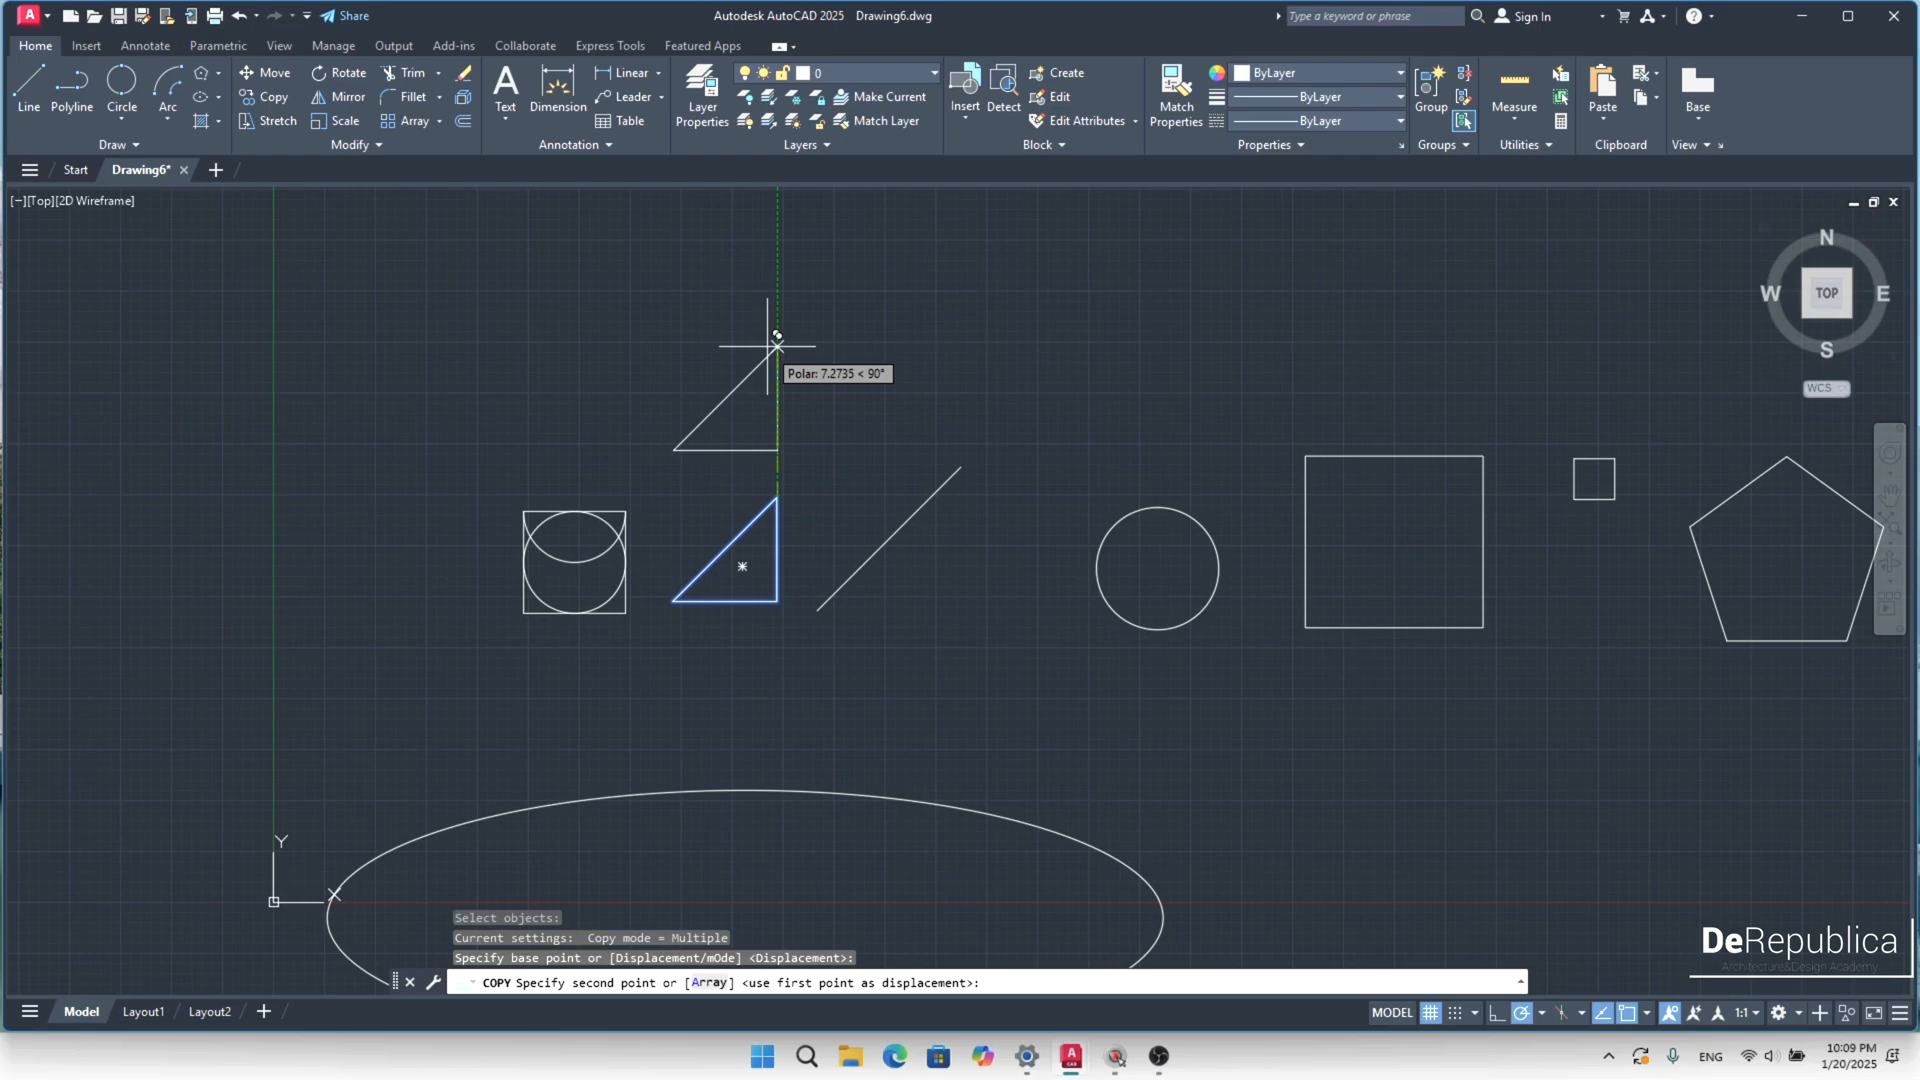 A Share Autodesk AutoCAD 2025 Drawing6.dwg Type a keyword or phrase Sign In
Home Insert Annotate Parametric View Manage Output Add-ins Collaborate Express Tools Featured Apps
Line Polyline Circle Arc
Move Rotate Trim
Copy Mirror Fillet
Stretch Scale Array
Text Dimension
Linear
Leader
Table
Layer Properties
0
Make Current
Match Layer
Insert Detect
Create
Edit
Edit Attributes
Match Properties
ByLayer
ByLayer
ByLayer
Group Measure Paste Base
Draw Modify Annotation Layers Block Properties Groups Utilities Clipboard View
Start Drawing6* +
[−][Top][2D Wireframe]
N
W TOP E
S
WCS
Polar: 7.2735 < 90°
Y
X
Select objects:
Current settings: Copy mode = Multiple
Specify base point or [Displacement/mOde] <Displacement>:
COPY Specify second point or [Array] <use first point as displacement>:
DeRepublica
Architecture&Design Academy
Model Layout1 Layout2 + MODEL 1:1
A CAD
ENG
10:09 PM
1/20/2025